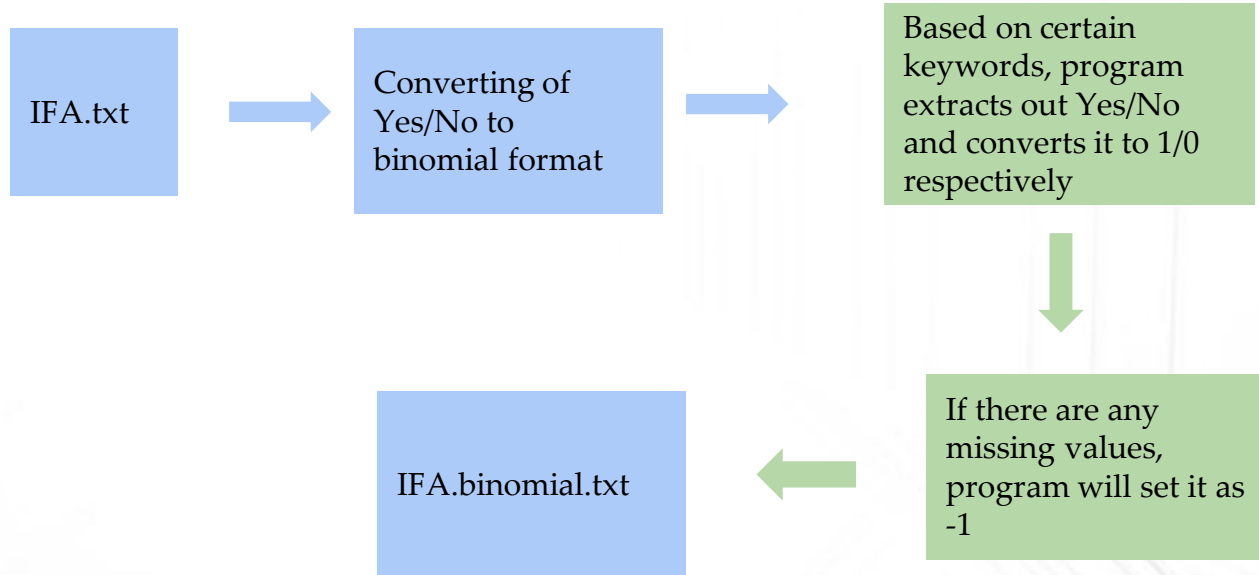 IFA.txt
Converting of
Yes/No to
binomial format
Based on certain
keywords, program
extracts out Yes/No
and converts it to 1/0
respectively
If there are any
missing values,
program will set it as
-1
IFA.binomial.txt